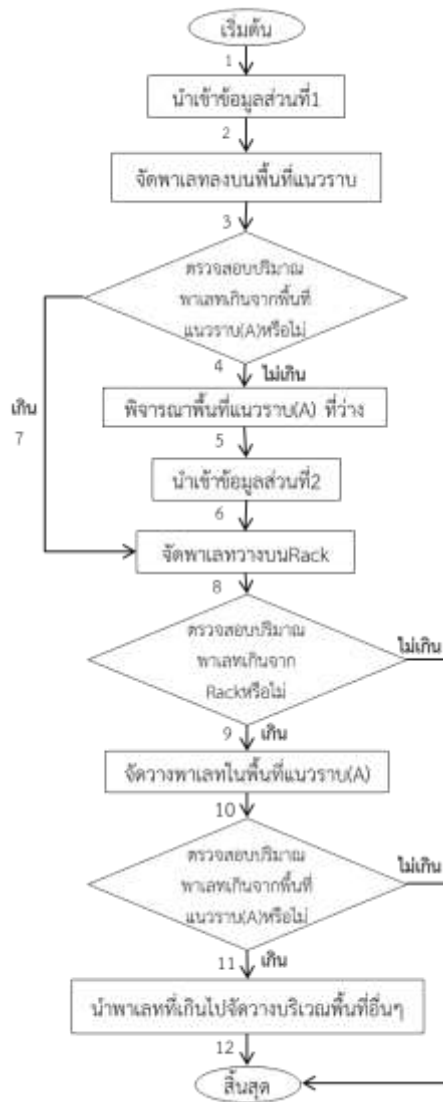 เริ่มต้น
1
นำเข้าข้อมูลส่วนที่1
2
จัดพาเลทลงบนพื้นที่แนวราบ
3
ตรวจสอบปริมาณ
พาเลทเกินจากพื้นที่
แนวราบ(A)หรือไม่
4
ไม่เกิน
เกิน
7
พิจารณาพื้นที่แนวราบ(A) ที่ว่าง
5
นำเข้าข้อมูลส่วนที่2
6
จัดพาเลทวางบนRack
8
ตรวจสอบปริมาณ
พาเลทเกินจาก
Rackหรือไม่
ไม่เกิน
9
เกิน
จัดวางพาเลทในพื้นที่แนวราบ(A)
10
ตรวจสอบปริมาณ
พาเลทเกินจากพื้นที่
แนวราบ(A)หรือไม่
ไม่เกิน
11
เกิน
นำพาเลทที่เกินไปจัดวางบริเวณพื้นที่อื่นๆ
12
สิ้นสุด